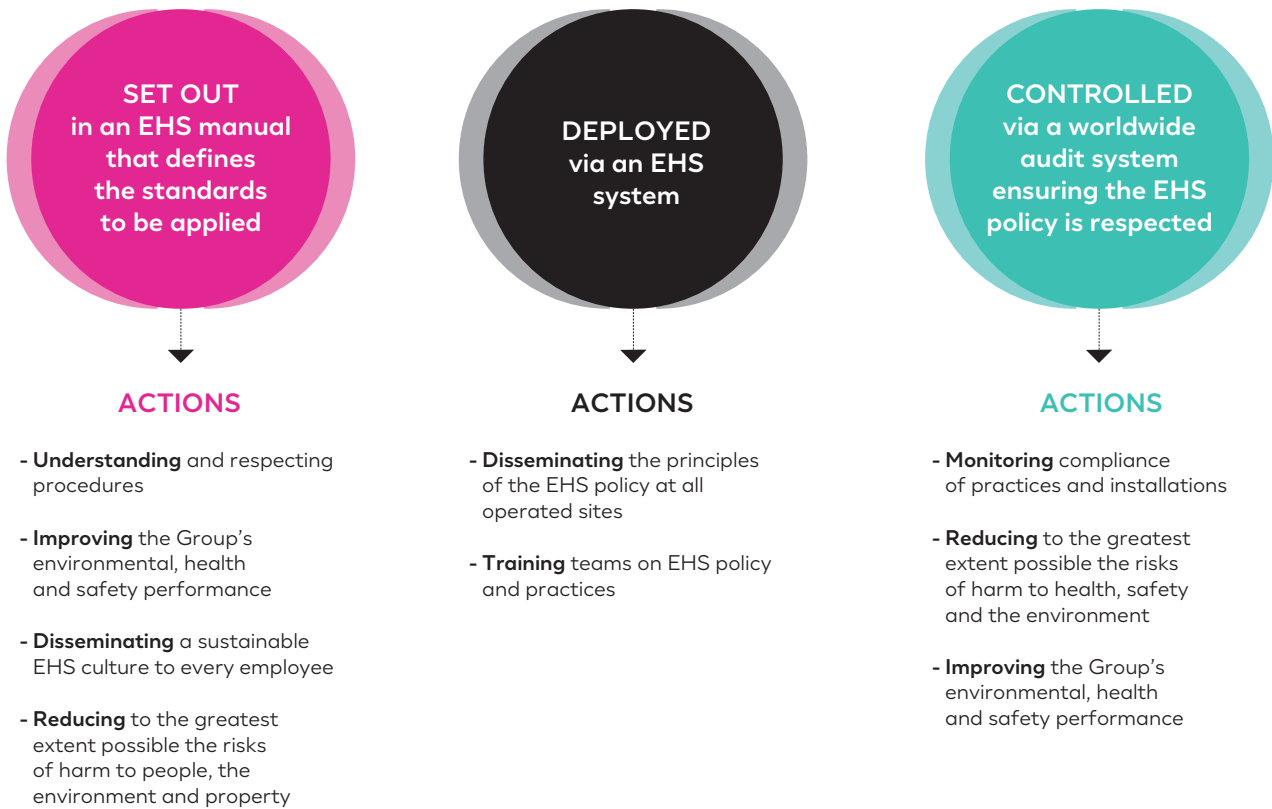 SET OUT
in an EHS manual
that defines
the standards
to be applied
DEPLOYED
via an EHS
system
CONTROLLED
via a worldwide
audit system
ensuring the EHS
policy is respected
ACTIONS
- Understanding and respecting
procedures
- Improving the Group’s
environmental, health
and safety performance
- Disseminating a sustainable
EHS culture to every employee
- Reducing to the greatest
extent possible the risks
of harm to people, the
environment and property
ACTIONS
- Disseminating the principles
of the EHS policy at all
operated sites
- Training teams on EHS policy
and practices
ACTIONS
- Monitoring compliance
of practices and installations
- Reducing to the greatest
extent possible the risks
of harm to health, safety
and the environment
- Improving the Group’s
environmental, health
and safety performance